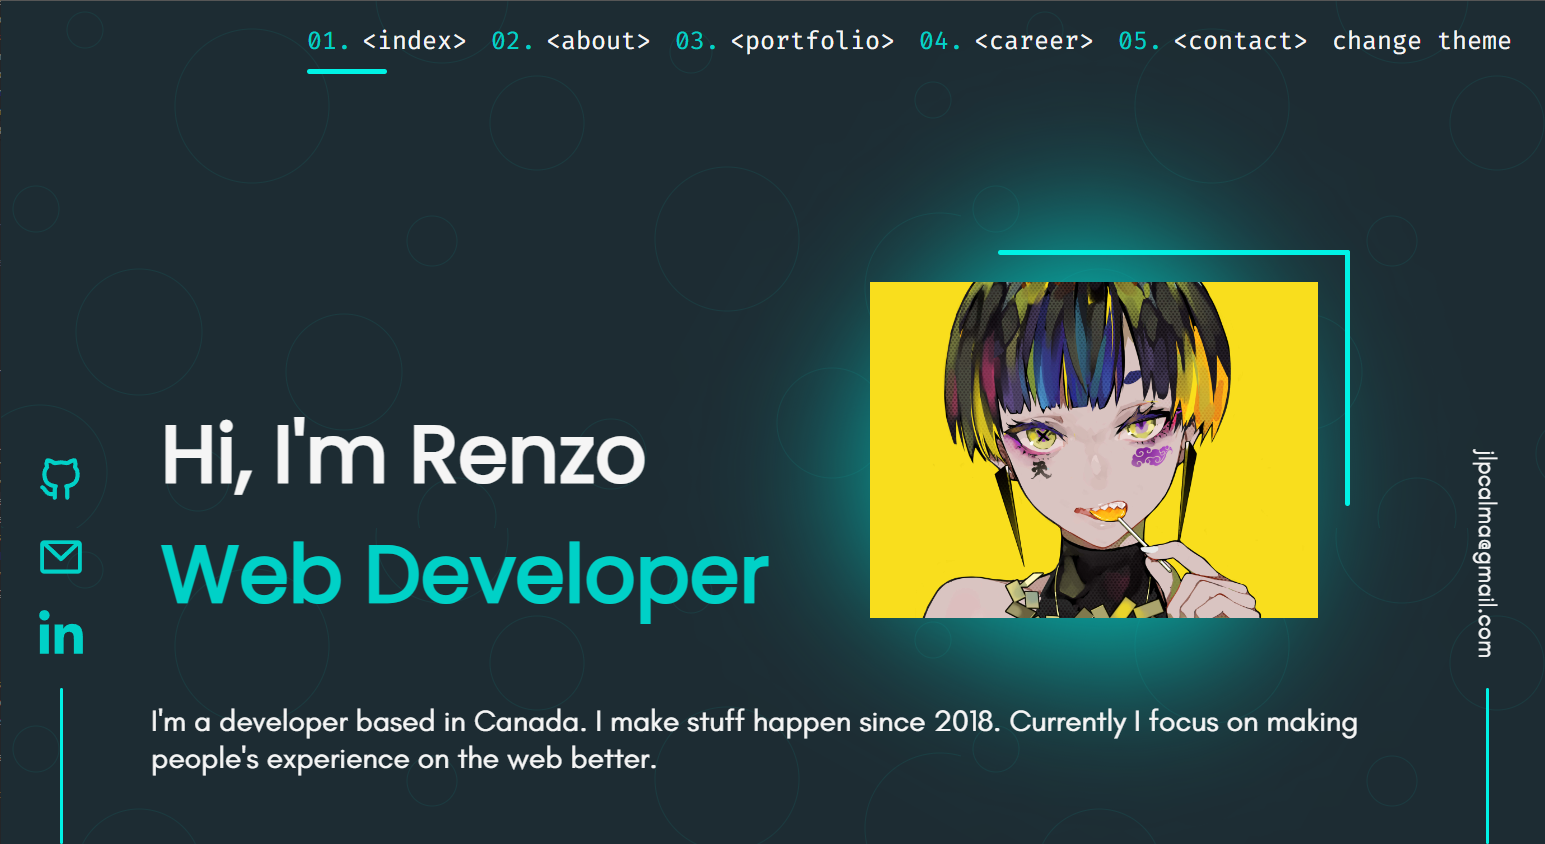 01. <index> 02. <about> 03. <portfolio> 04. <career> 05. <contact> change theme
Hi, I'm Renzo
Web Developer
天
in
jlpcalma@gmail.com
I'm a developer based in Canada. I make stuff happen since 2018. Currently I focus on making
people's experience on the web better.